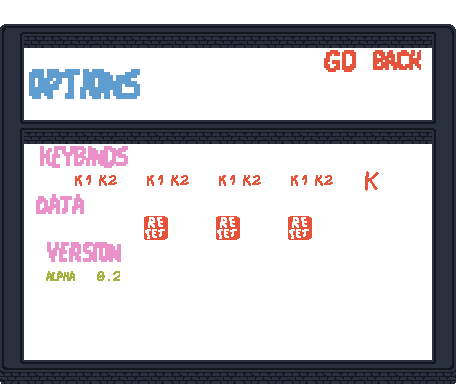 GO BACK
OPTIONS
KEYBINDS
K1 K2 K1 K2 K1 K2 K1 K2 K
DATA
RE RE RE
SET SET SET
VERSION
ALPHA 0.2